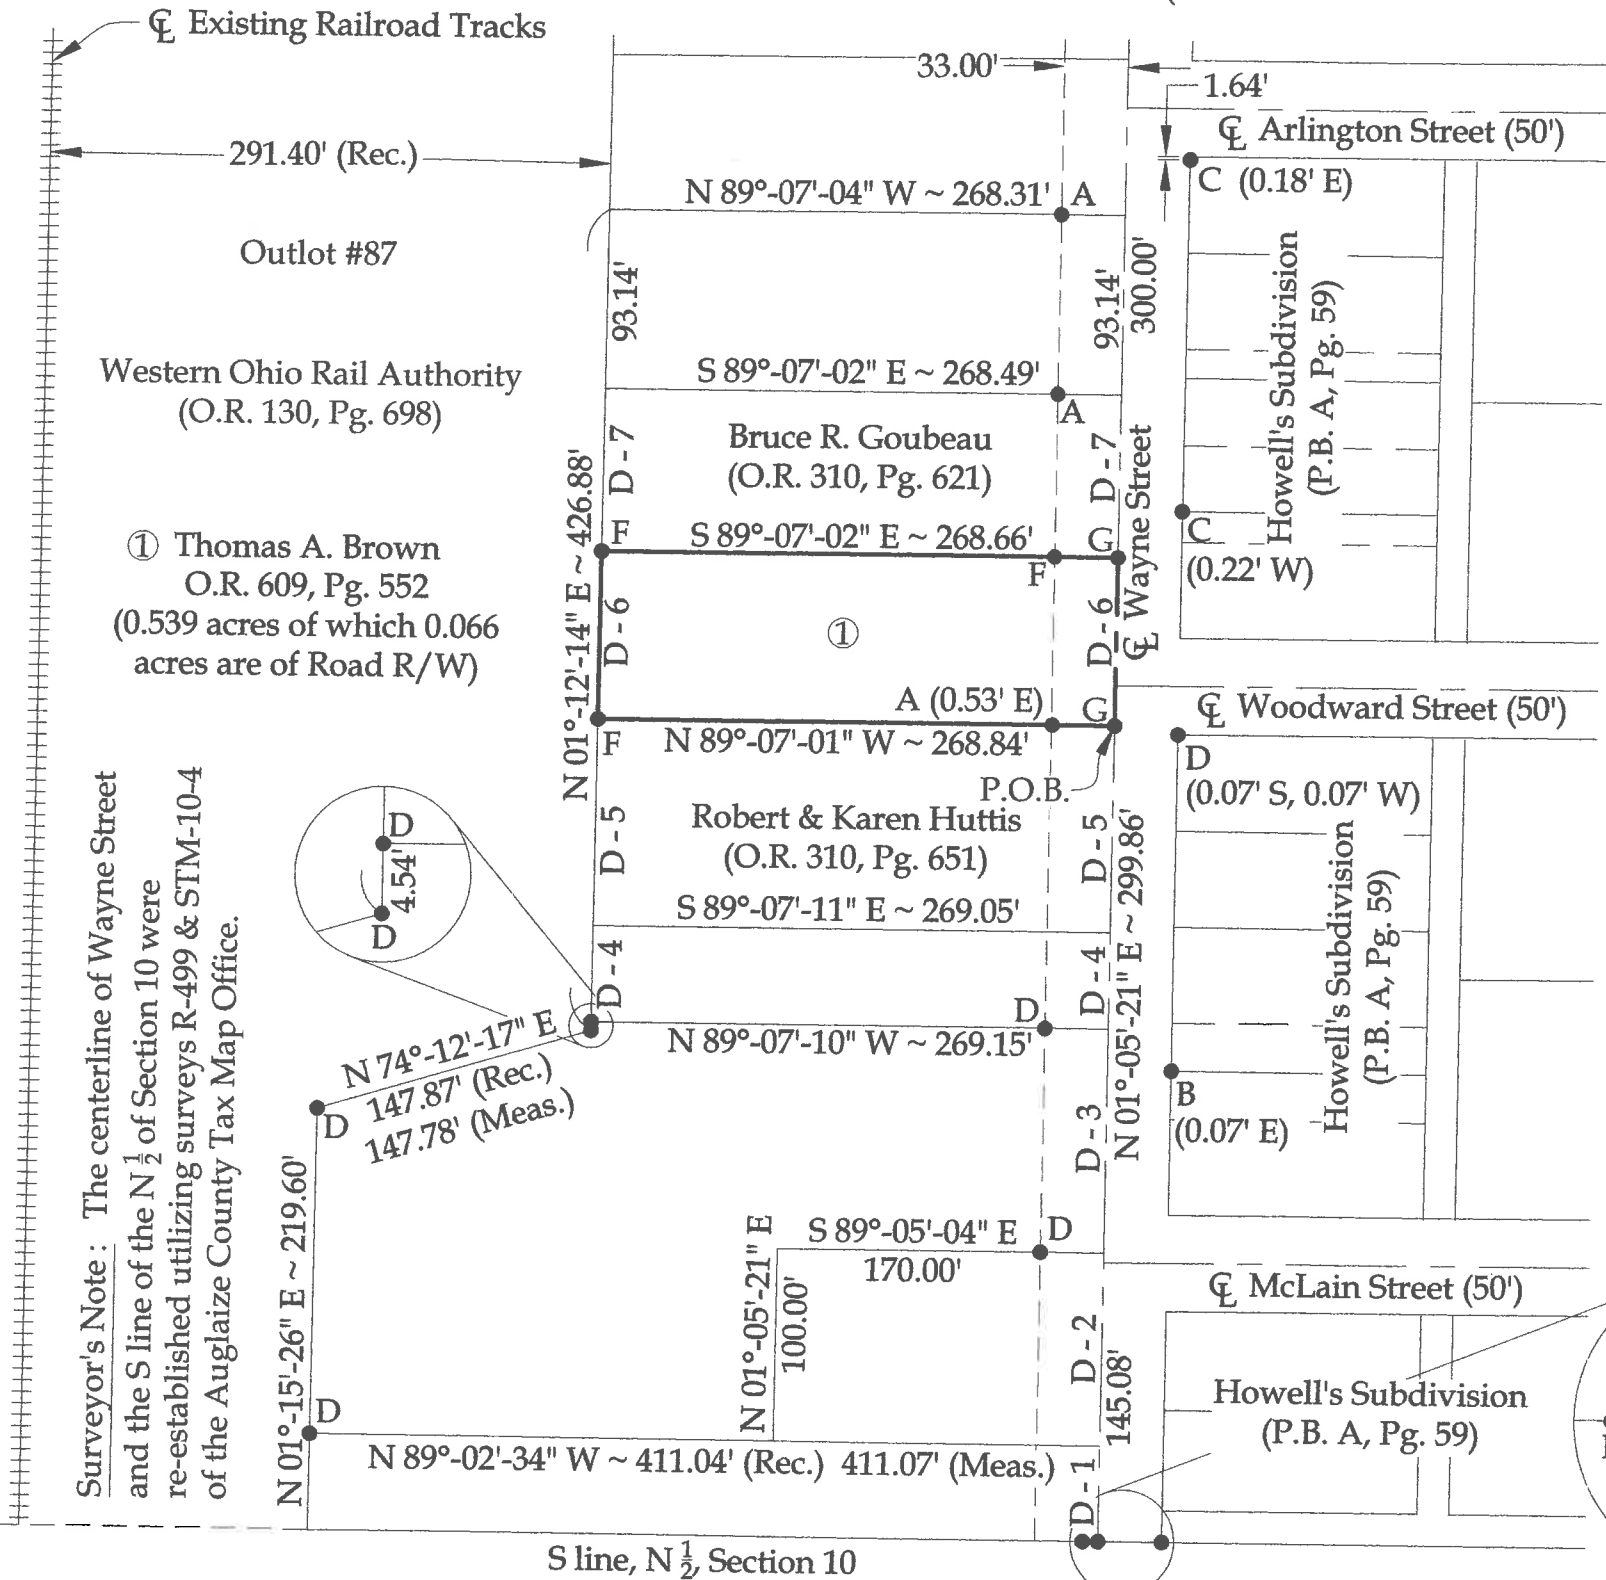 ℄ Existing Railroad Tracks
33.00'
1.64'
℄ Arlington Street (50')
291.40' (Rec.)
C (0.18' E)
N 89°-07'-04" W ~ 268.31'
A
Outlot #87
93.14'
93.14'
300.00'
Howell's Subdivision
(P.B. A, Pg. 59)
Western Ohio Rail Authority
(O.R. 130, Pg. 698)
S 89°-07'-02" E ~ 268.49'
A
Bruce R. Goubeau
(O.R. 310, Pg. 621)
D - 7
D - 7
℄ Wayne Street
N 01°-12'-14" E ~ 426.88'
C
(0.22' W)
① Thomas A. Brown
O.R. 609, Pg. 552
(0.539 acres of which 0.066
acres are of Road R/W)
F
S 89°-07'-02" E ~ 268.66'
F
G
D - 6
①
D - 6
A (0.53' E)
G
℄ Woodward Street (50')
F
N 89°-07'-01" W ~ 268.84'
P.O.B.
D
(0.07' S, 0.07' W)
Robert & Karen Huttis
(O.R. 310, Pg. 651)
D - 5
D - 5
Howell's Subdivision
(P.B. A, Pg. 59)
D
4.54'
D
S 89°-07'-11" E ~ 269.05'
N 01°-05'-21" E ~ 299.86'
D - 4
D - 4
D
N 89°-07'-10" W ~ 269.15'
N 74°-12'-17" E
147.87' (Rec.)
147.78' (Meas.)
D
B
(0.07' E)
D - 3
Surveyor's Note : The centerline of Wayne Street
and the S line of the N ½ of Section 10 were
re-established utilizing surveys R-499 & STM-10-4
of the Auglaize County Tax Map Office.
N 01°-15'-26" E ~ 219.60'
N 01°-05'-21" E
100.00'
S 89°-05'-04" E
D
170.00'
℄ McLain Street (50')
D - 2
145.08'
Howell's Subdivision
(P.B. A, Pg. 59)
D
N 89°-02'-34" W ~ 411.04' (Rec.) 411.07' (Meas.)
D - 1
S line, N ½, Section 10